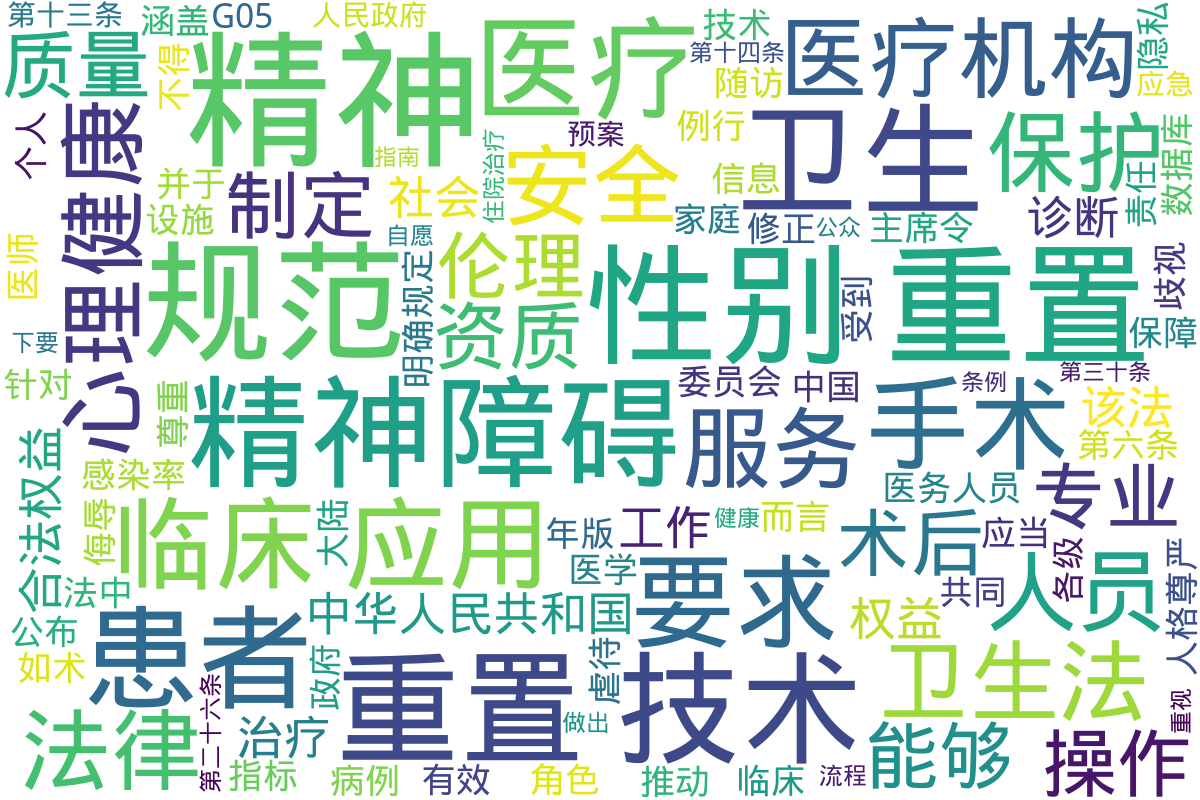 第十三条
涵盖
G05
人民政府
技术
隐私
质量
不得
精神
医疗
第十四条
医疗机构
随访
应急
个人
心理健康
指南
住院治疗
预案
例行
卫生
保护
数据库
并于
设施
制定
社会
安全
信息
责任
诊断
医师
自愿
家庭
修正
公众
主席令
歧视
规范
明确规定
伦理
资质
性别
受到
重置
保障
下要
针对
尊重
精神障碍
委员会
中国
手术
条例
第三十条
服务
该法
第六条
合法权益
感染率
医务人员
专业
侮辱
临床应用
大陆
年版
工作
健康
而言
术后
应当
各级
法中
医学
要求
共同
人员
人格尊严
公布
患者
中华人民共和国
权益
如术
政府
虐待
卫生法
第二十六条
重置
技术
重视
法律
治疗
做出
能够
操作
指标
病例
有效
角色
推动
临床
流程